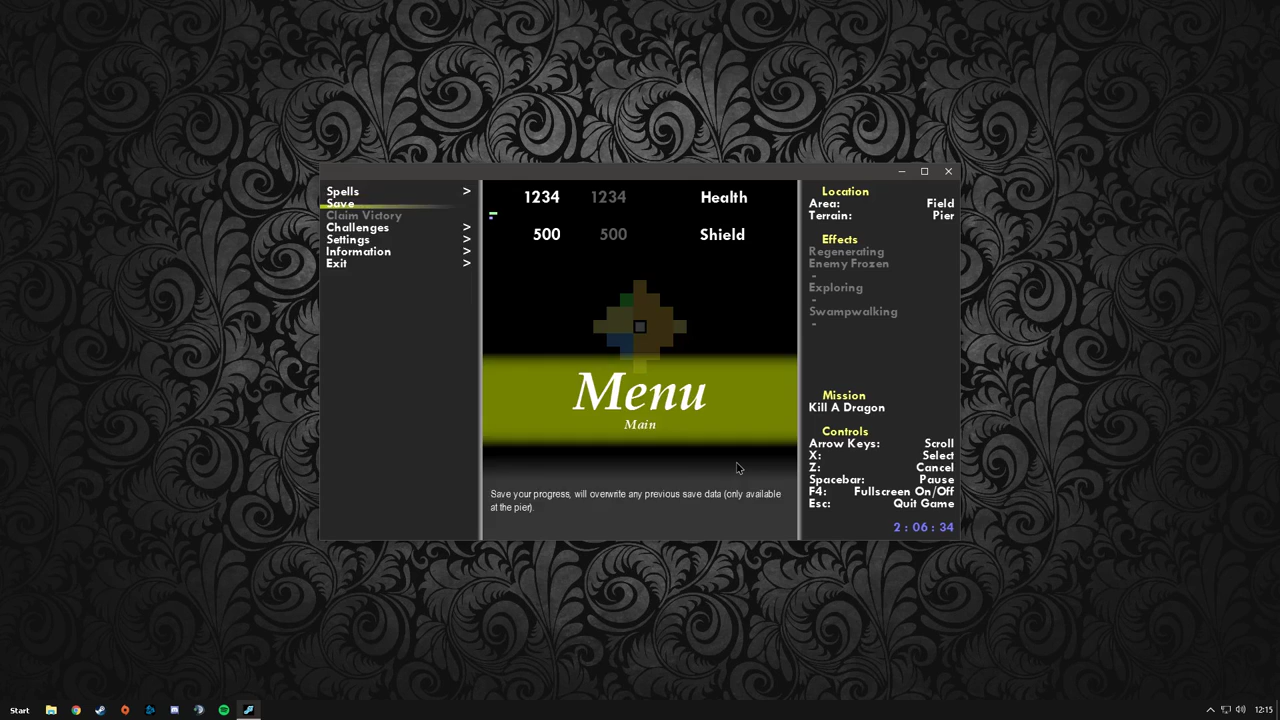 Spells >
Save
Claim Victory
Challenges >
Settings >
Information >
Exit >
1234 1234 Health
500 500 Shield
Menu
Main
Save your progress, will overwrite any previous save data (only available
at the pier).
Location
Area: Field
Terrain: Pier
Effects
Regenerating
Enemy Frozen
-
Exploring
-
Swampwalking
-
Mission
Kill A Dragon
Controls
Arrow Keys: Scroll
X: Select
Z: Cancel
Spacebar: Pause
F4: Fullscreen On/Off
Esc: Quit Game
2 : 06 : 34
Start
12:15